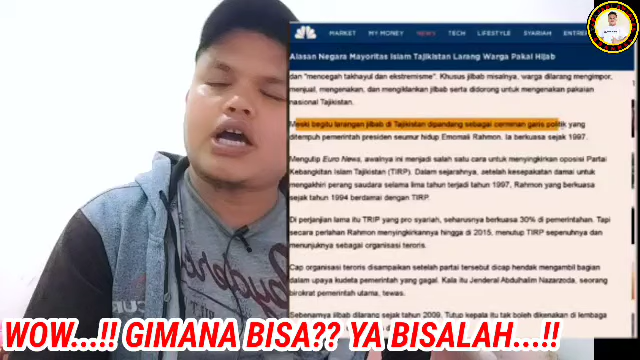 MARKET MY MONEY NEWS TECH LIFESTYLE SYARIAH ENTRE
Alasan Negara Mayoritas Islam Tajikistan Larang Warga Pakai Hijab
dan "mencegah takhayul dan ekstremisme". Khusus jilbab misalnya, warga dilarang mengimpor,
menjual, mengenakan, dan mengiklankan jilbab serta didorong untuk mengenakan pakaian
nasional Tajikistan.
Meski begitu larangan jilbab di Tajikistan dipandang sebagai cerminan garis politik yang
ditempuh pemerintah presiden seumur hidup Emomali Rahmon. Ia berkuasa sejak 1997.
Mengutip Euro News, awalnya ini menjadi salah satu cara untuk menyingkirkan oposisi Partai
Kebangkitan Islam Tajikistan (TIRP). Dalam sejarahnya, setelah kesepakatan damai untuk
mengakhiri perang saudara selama lima tahun terjadi tahun 1997, Rahmon yang berkuasa
sejak tahun 1994 berdamai dengan TIRP.
Di perjanjian lama itu TRIP yang pro syariah, seharusnya berkuasa 30% di pemerintahan. Tapi
secara perlahan Rahmon menyingkirkannya hingga di 2015, menutup TIRP sepenuhnya dan
menunjuknya sebagai organisasi teroris.
Cap organisasi teroris disampaikan setelah partai tersebut dicap hendak mengambil bagian
dalam upaya kudeta pemerintah yang gagal. Kala itu Jenderal Abduhalim Nazarzoda,
birokrat pemerintah utama, tewas.
Sebenarnya jilbab dilarang sejak tahun 2009. Tutup kepala itu tak boleh dikenakan di lembaga
WOW...!! GIMANA BISA?? YA BISALAH...!!